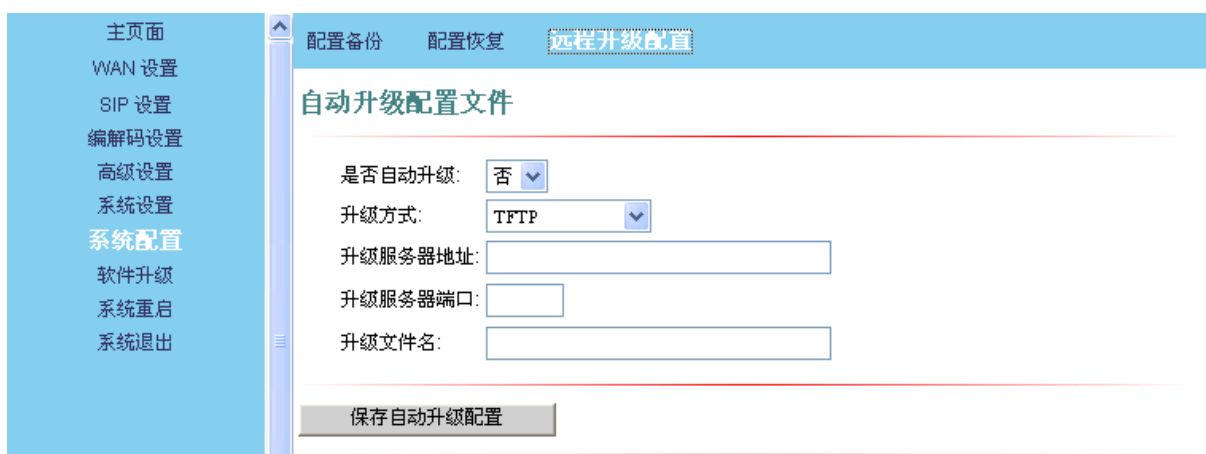 主页面
WAN 设置
SIP 设置
编解码设置
高级设置
系统设置
系统配置
软件升级
系统重启
系统退出
配置备份 配置恢复 远程升级配置
自动升级配置文件
是否自动升级: 否
升级方式: TFTP
升级服务器地址:
升级服务器端口:
升级文件名:
保存自动升级配置